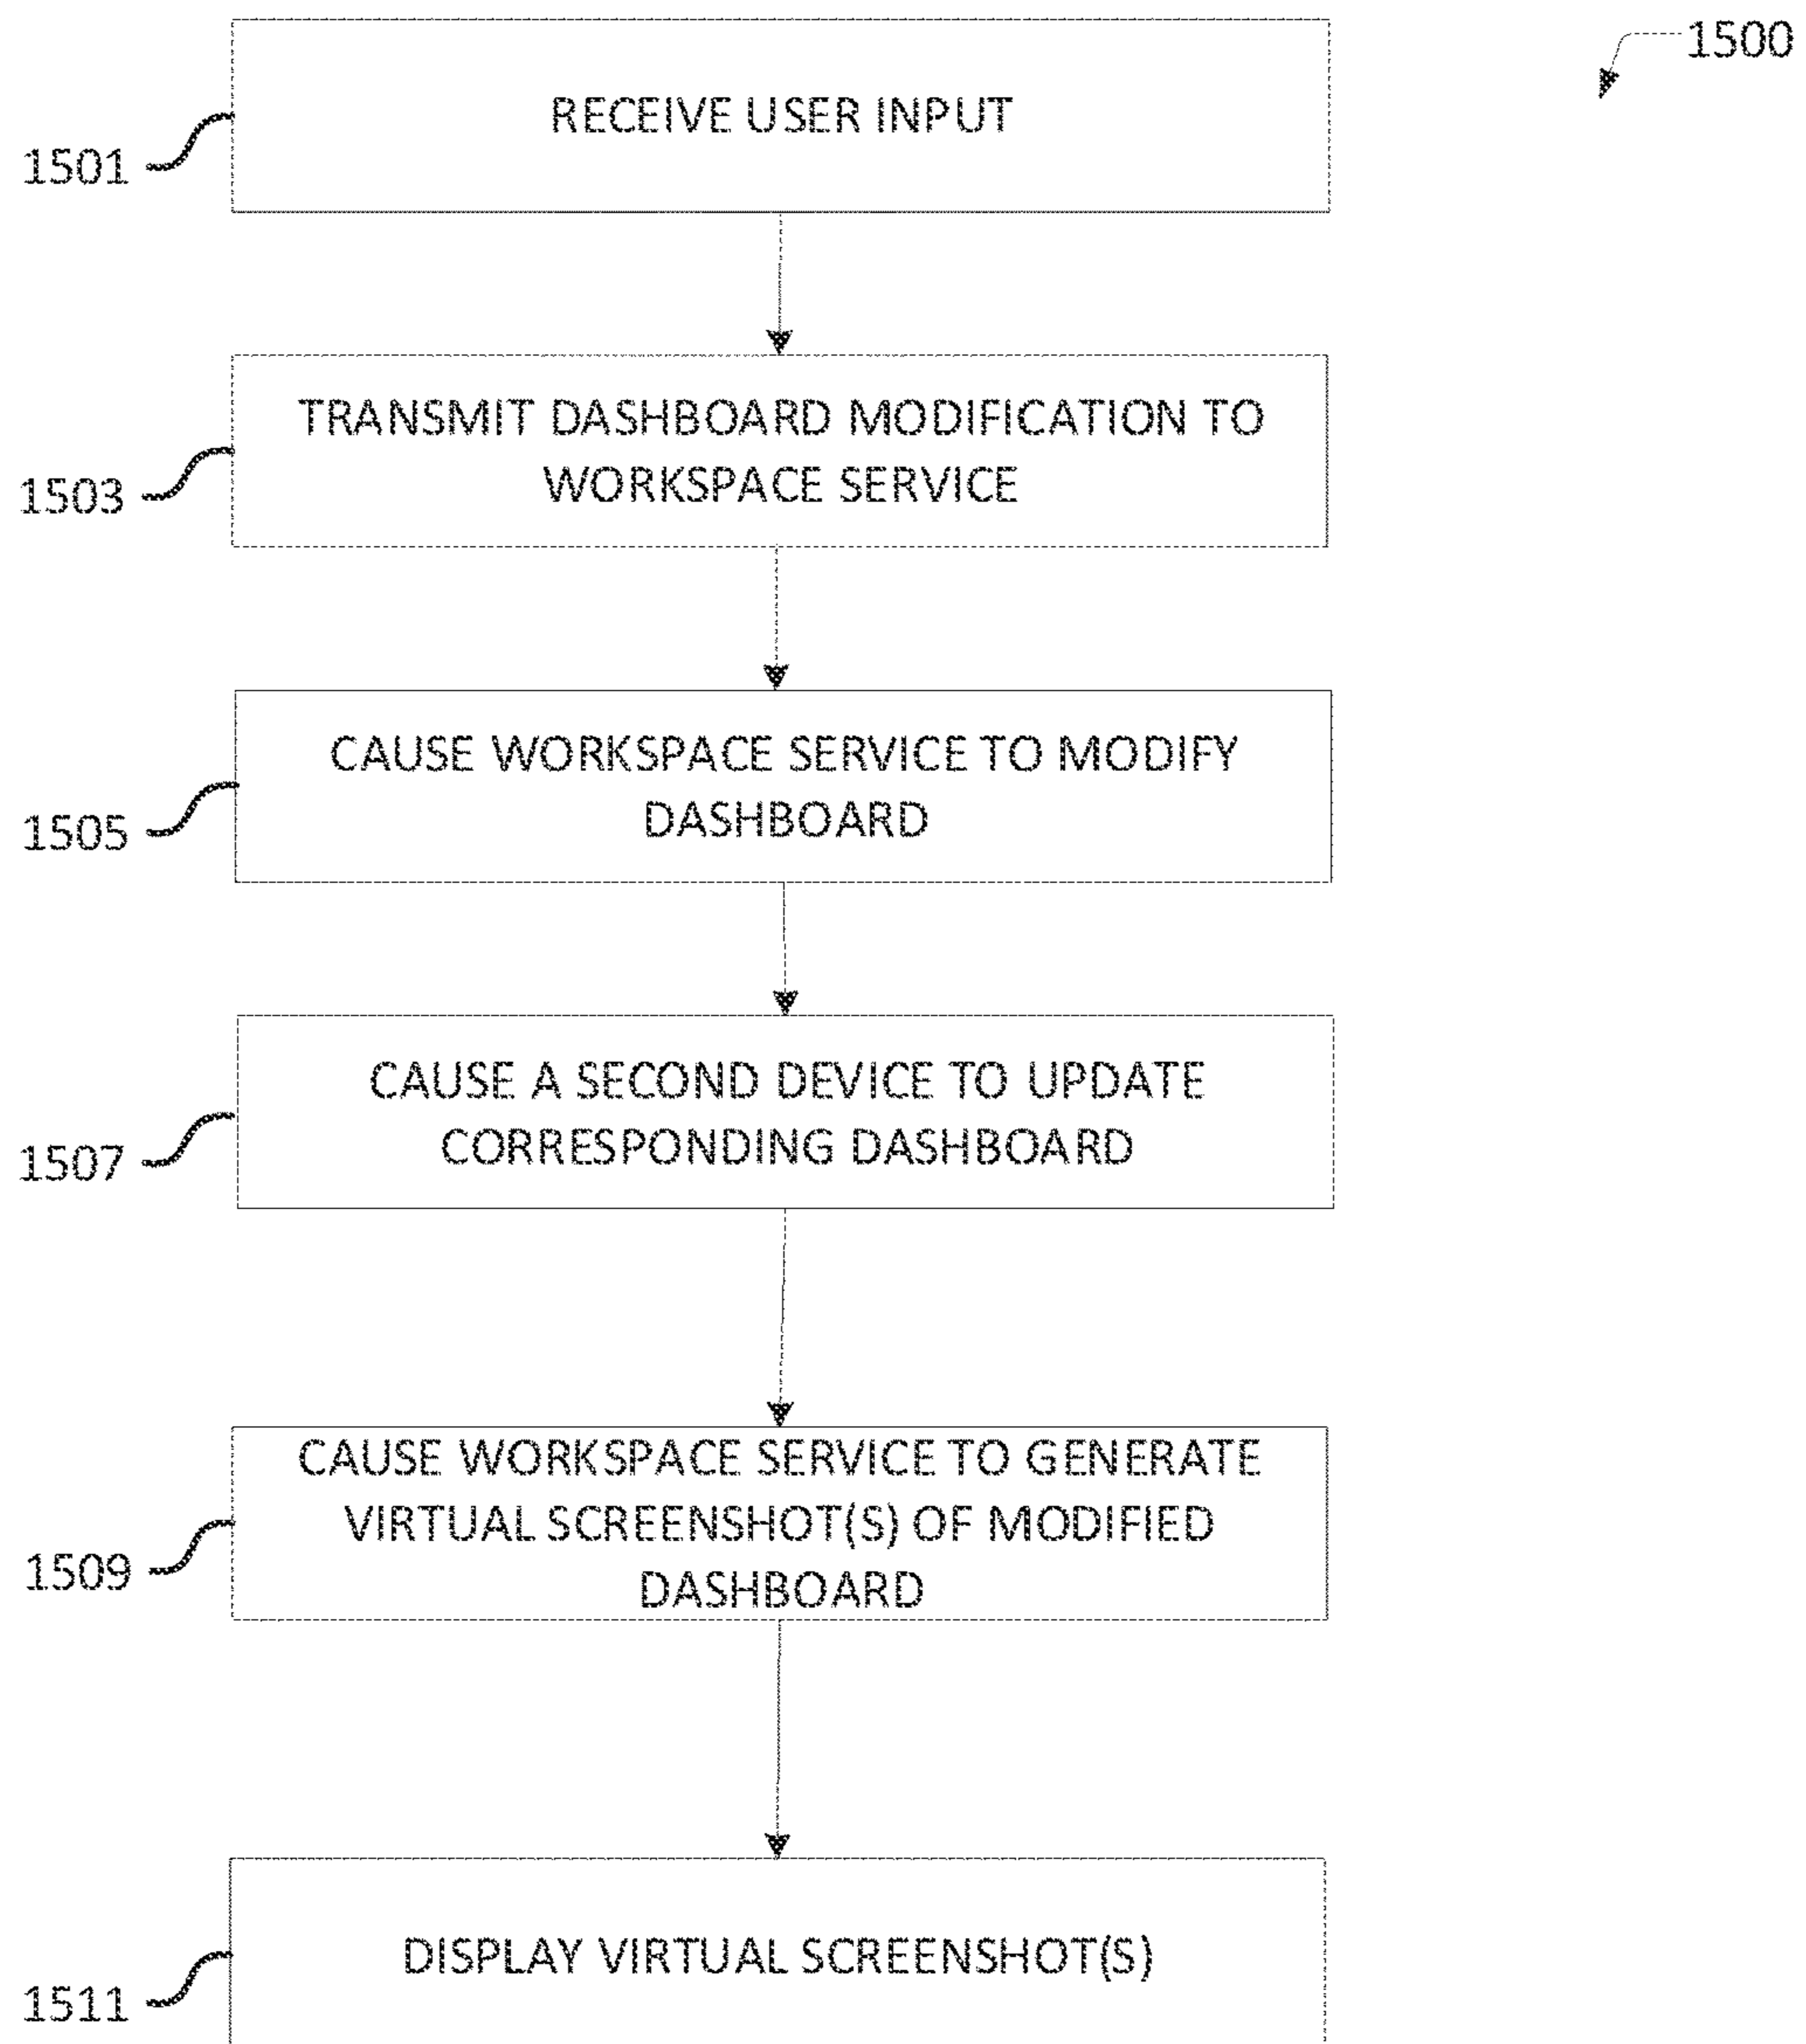 1500
RECEIVE USER INPUT
1501
TRANSMIT DASHBOARD MODIFICATION TO
WORKSPACE SERVICE
1503
CAUSE WORKSPACE SERVICE TO MODIFY
DASHBOARD
1505
CAUSE A SECOND DEVICE TO UPDATE
CORRESPONDING DASHBOARD
1507
CAUSE WORKSPACE SERVICE TO GENERATE
VIRTUAL SCREENSHOT(S) OF MODIFIED
DASHBOARD
1509
DISPLAY VIRTUAL SCREENSHOT(S)
1511